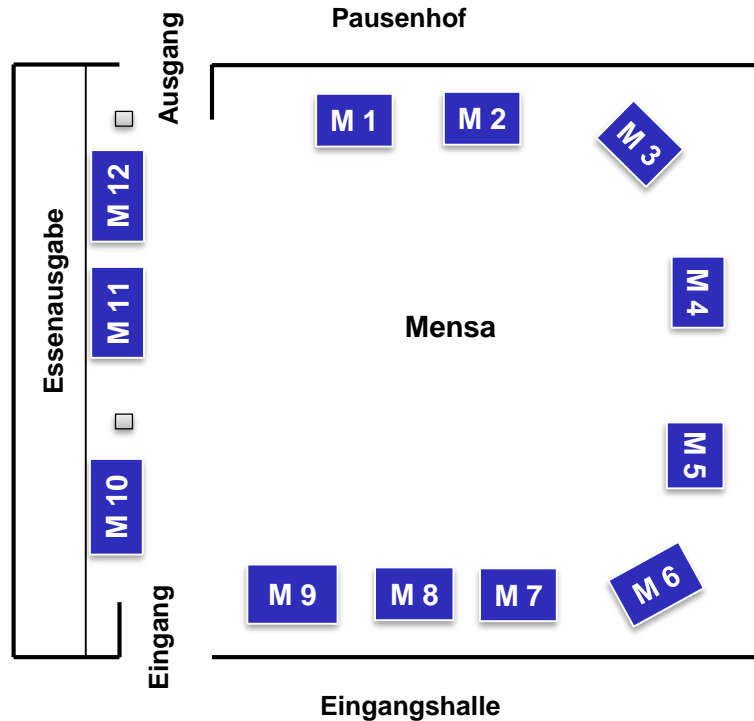 Pausenhof
Ausgang
M 1
M 2
M 3
M 12
M 11
M 4
Essenausgabe
Mensa
M 5
M 10
M 9
M 8
M 7
M 6
Eingang
Eingangshalle